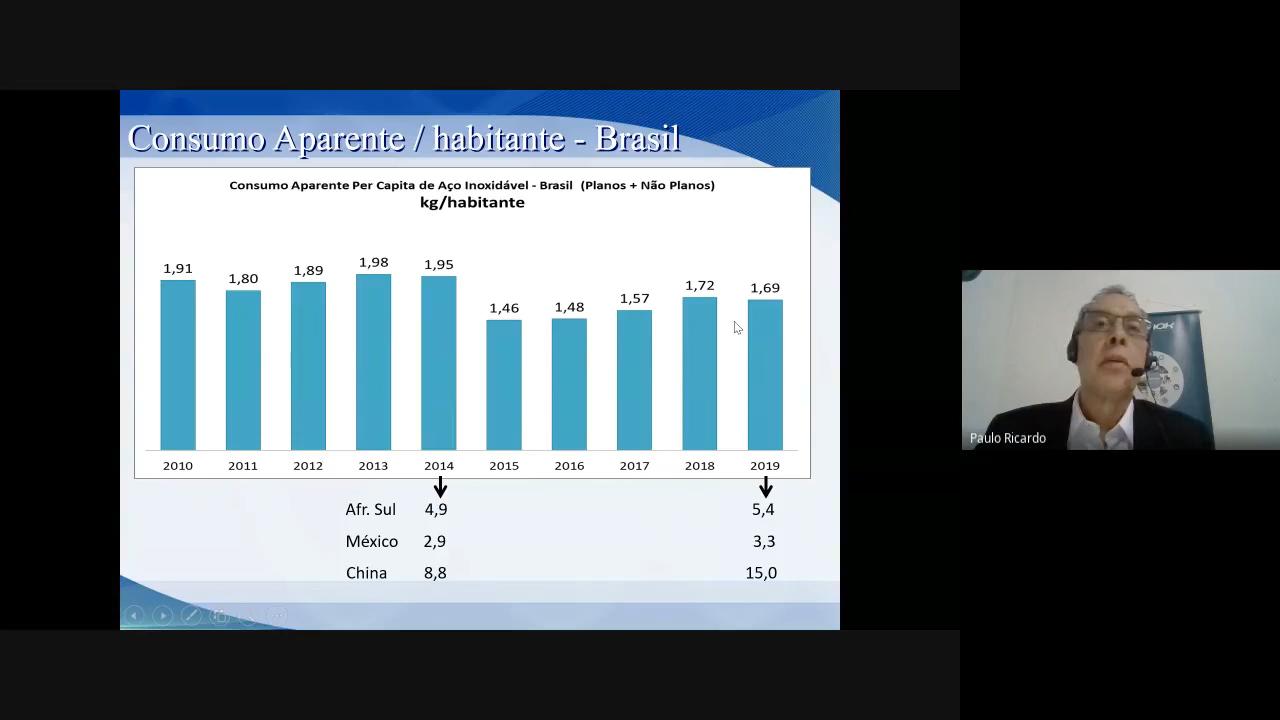 Consumo Aparente / habitante - Brasil
Consumo Aparente Per Capita de Aço Inoxidável - Brasil (Planos + Não Planos)
kg/habitante
1,91 1,80 1,89 1,98 1,95 1,46 1,48 1,57 1,72 1,69
2010 2011 2012 2013 2014 2015 2016 2017 2018 2019
Afr. Sul 4,9 5,4
México 2,9 3,3
China 8,8 15,0
Paulo Ricardo